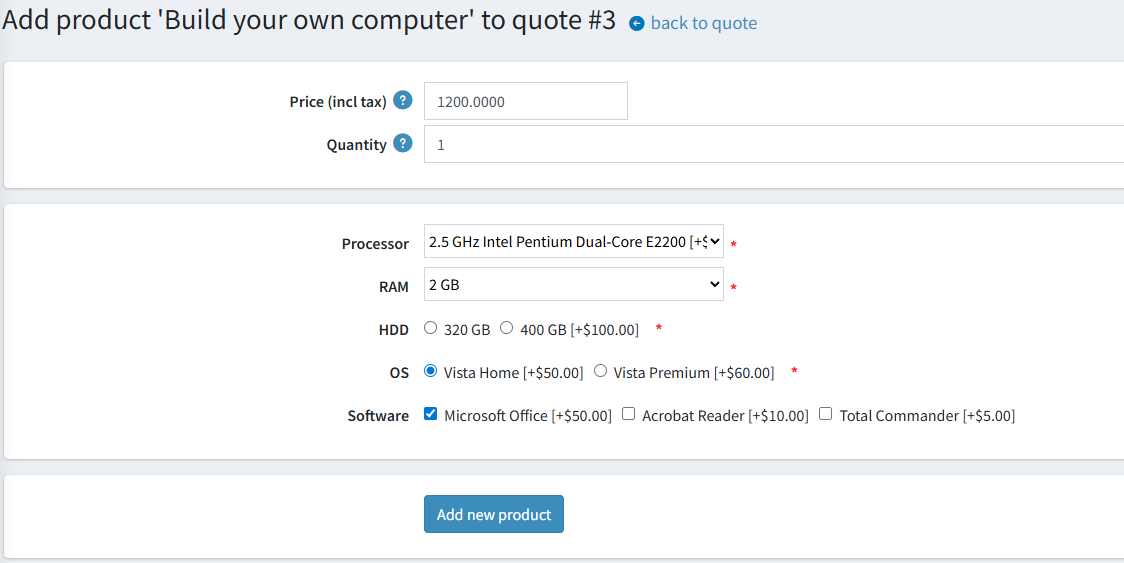 Add product 'Build your own computer' to quote #3 back to quote
Price (incl tax) ? 1200.0000
Quantity ? 1
Processor 2.5 GHz Intel Pentium Dual-Core E2200 [+$ *
RAM 2 GB *
HDD 320 GB 400 GB [+$100.00] *
OS Vista Home [+$50.00] Vista Premium [+$60.00] *
Software Microsoft Office [+$50.00] Acrobat Reader [+$10.00] Total Commander [+$5.00]
Add new product